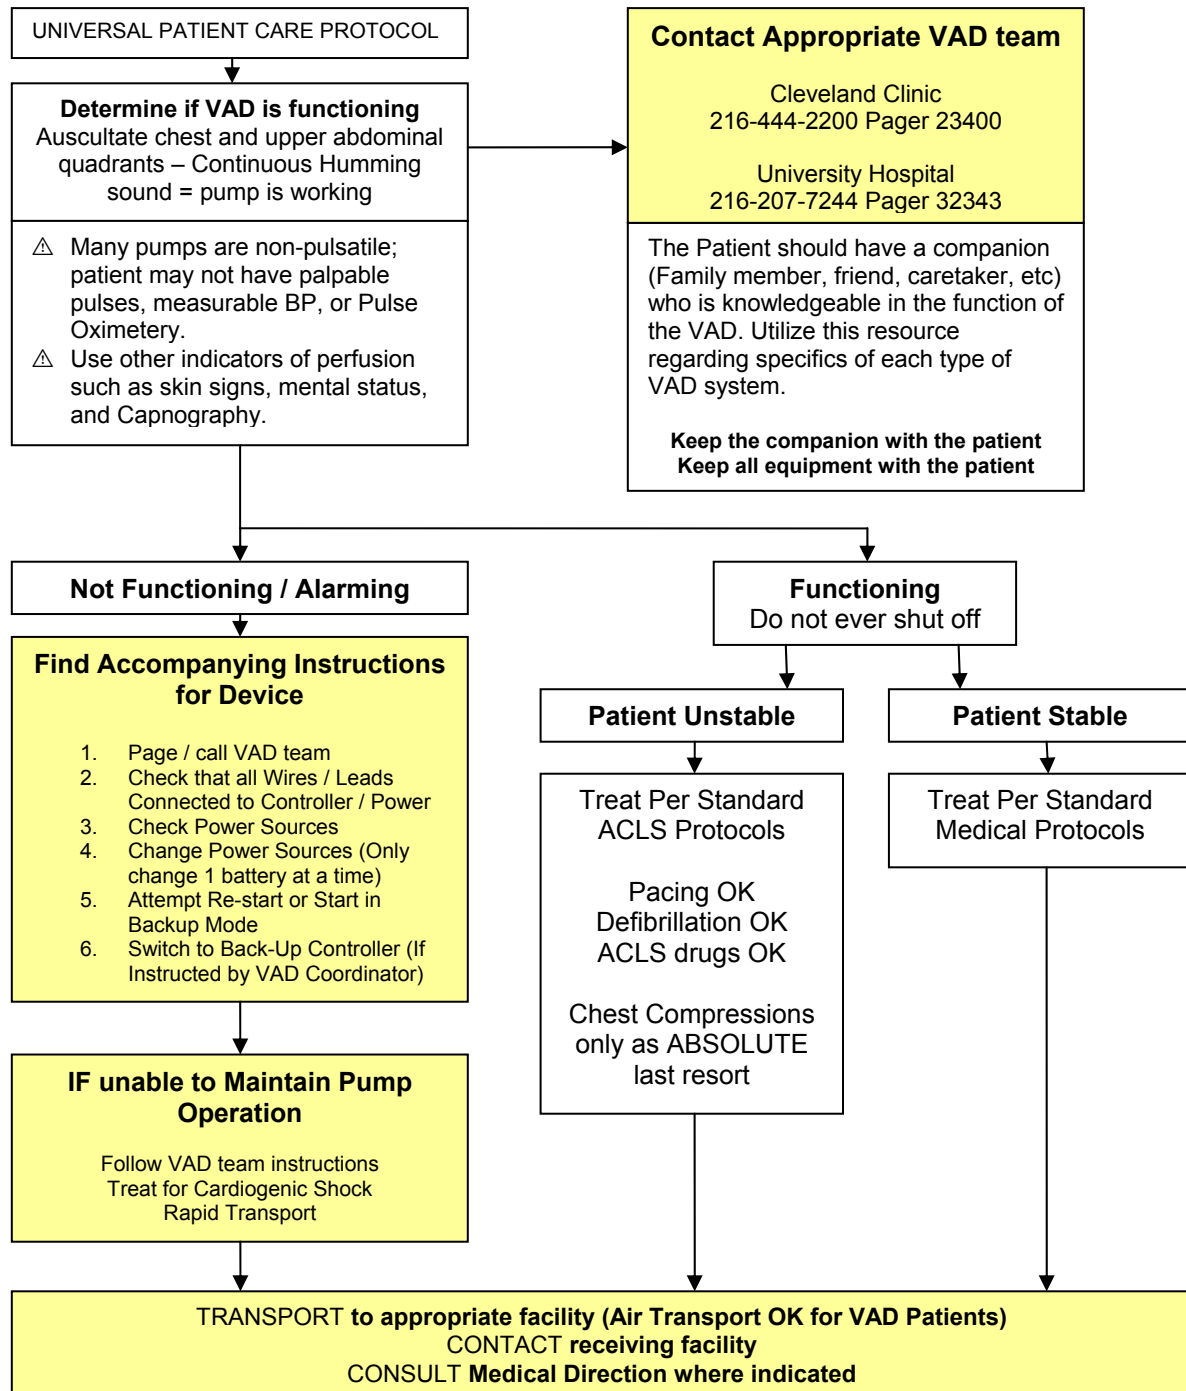 UNIVERSAL PATIENT CARE PROTOCOL
Determine if VAD is functioning
Auscultate chest and upper abdominal
quadrants – Continuous Humming
sound = pump is working
⚠ Many pumps are non-pulsatile;
patient may not have palpable
pulses, measurable BP, or Pulse
Oximetery.
⚠ Use other indicators of perfusion
such as skin signs, mental status,
and Capnography.
Contact Appropriate VAD team
Cleveland Clinic
216-444-2200 Pager 23400
University Hospital
216-207-7244 Pager 32343
The Patient should have a companion
(Family member, friend, caretaker, etc)
who is knowledgeable in the function of
the VAD. Utilize this resource
regarding specifics of each type of
VAD system.
Keep the companion with the patient
Keep all equipment with the patient
Not Functioning / Alarming
Find Accompanying Instructions
for Device
1. Page / call VAD team
2. Check that all Wires / Leads
Connected to Controller / Power
3. Check Power Sources
4. Change Power Sources (Only
change 1 battery at a time)
5. Attempt Re-start or Start in
Backup Mode
6. Switch to Back-Up Controller (If
Instructed by VAD Coordinator)
IF unable to Maintain Pump
Operation
Follow VAD team instructions
Treat for Cardiogenic Shock
Rapid Transport
Functioning
Do not ever shut off
Patient Unstable
Treat Per Standard
ACLS Protocols
Pacing OK
Defibrillation OK
ACLS drugs OK
Chest Compressions
only as ABSOLUTE
last resort
Patient Stable
Treat Per Standard
Medical Protocols
TRANSPORT to appropriate facility (Air Transport OK for VAD Patients)
CONTACT receiving facility
CONSULT Medical Direction where indicated